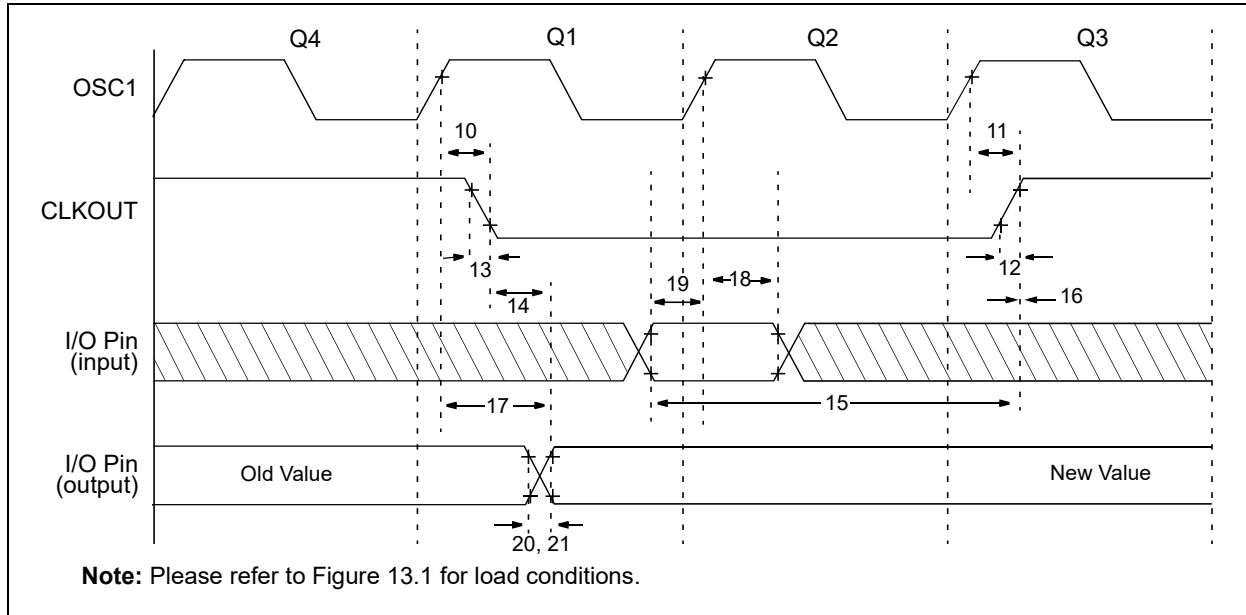 Q4
Q1
Q2
Q3
OSC1
10
11
CLKOUT
13
12
14
19
18
16
I/O Pin
(input)
17
15
I/O Pin
(output)
Old Value
New Value
20, 21
Note: Please refer to Figure 13.1 for load conditions.